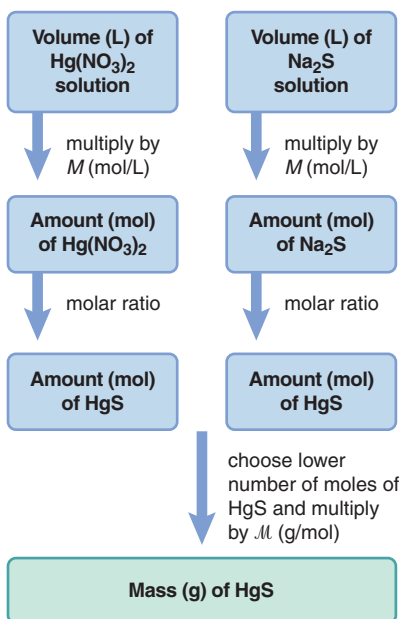 Volume (L) of
Hg(NO₃)₂
solution
Volume (L) of
Na₂S
solution
multiply by
M (mol/L)
multiply by
M (mol/L)
Amount (mol)
of Hg(NO₃)₂
Amount (mol)
of Na₂S
molar ratio
molar ratio
Amount (mol)
of HgS
Amount (mol)
of HgS
choose lower
number of moles of
HgS and multiply
by ℳ (g/mol)
Mass (g) of HgS